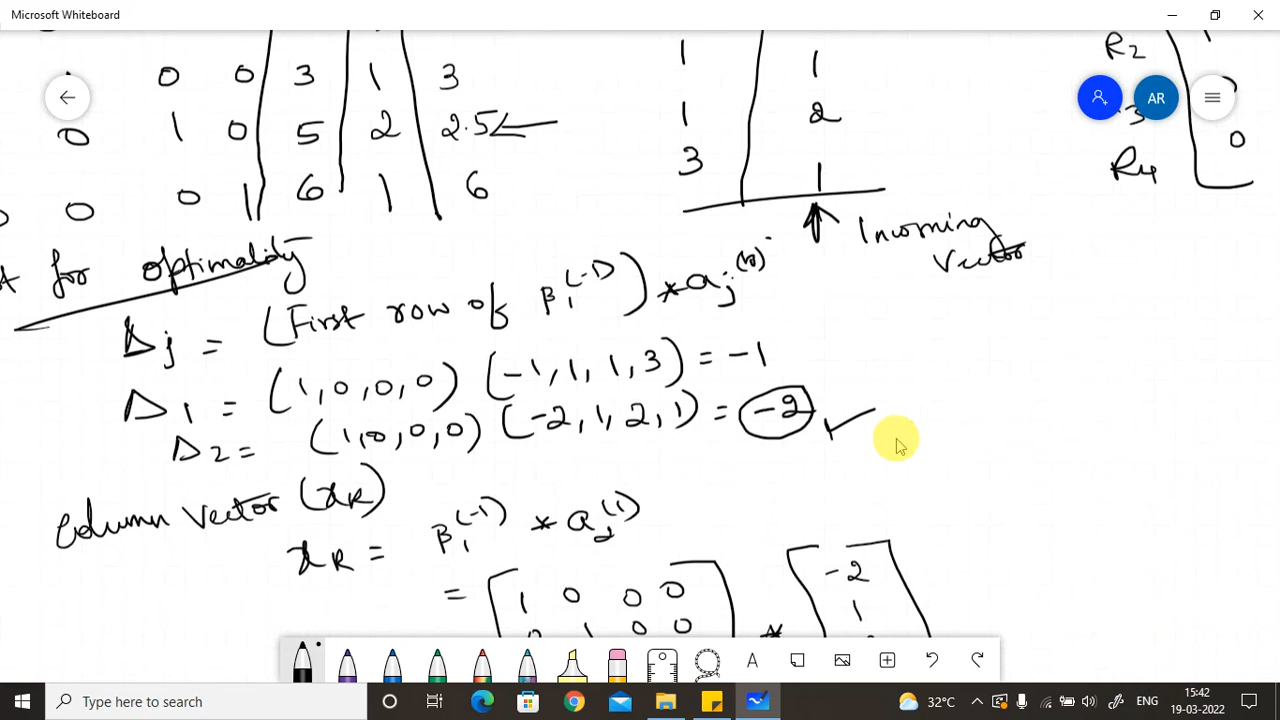 Microsoft Whiteboard
R2
1 0 0 3 1 3
1 1
0 1 0 5 2 2.5
1 2
AR
3
0
0 0 0 1 6 1 6
3 1
R4
Incoming
Vector
t for optimality
Δj = (First row of β1^(-1)) * aj^(1)
Δ1 = (1, 0, 0, 0) (-1, 1, 1, 3) = -1
Δ2 = (1, 0, 0, 0) (-2, 1, 2, 1) = -2
Column Vector (xk)
xk = β1^(-1) * a2^(1)
= 1 0 0 0 -2
0 1 0 0 * 1
A
Type here to search
32°C
ENG
15:42
19-03-2022